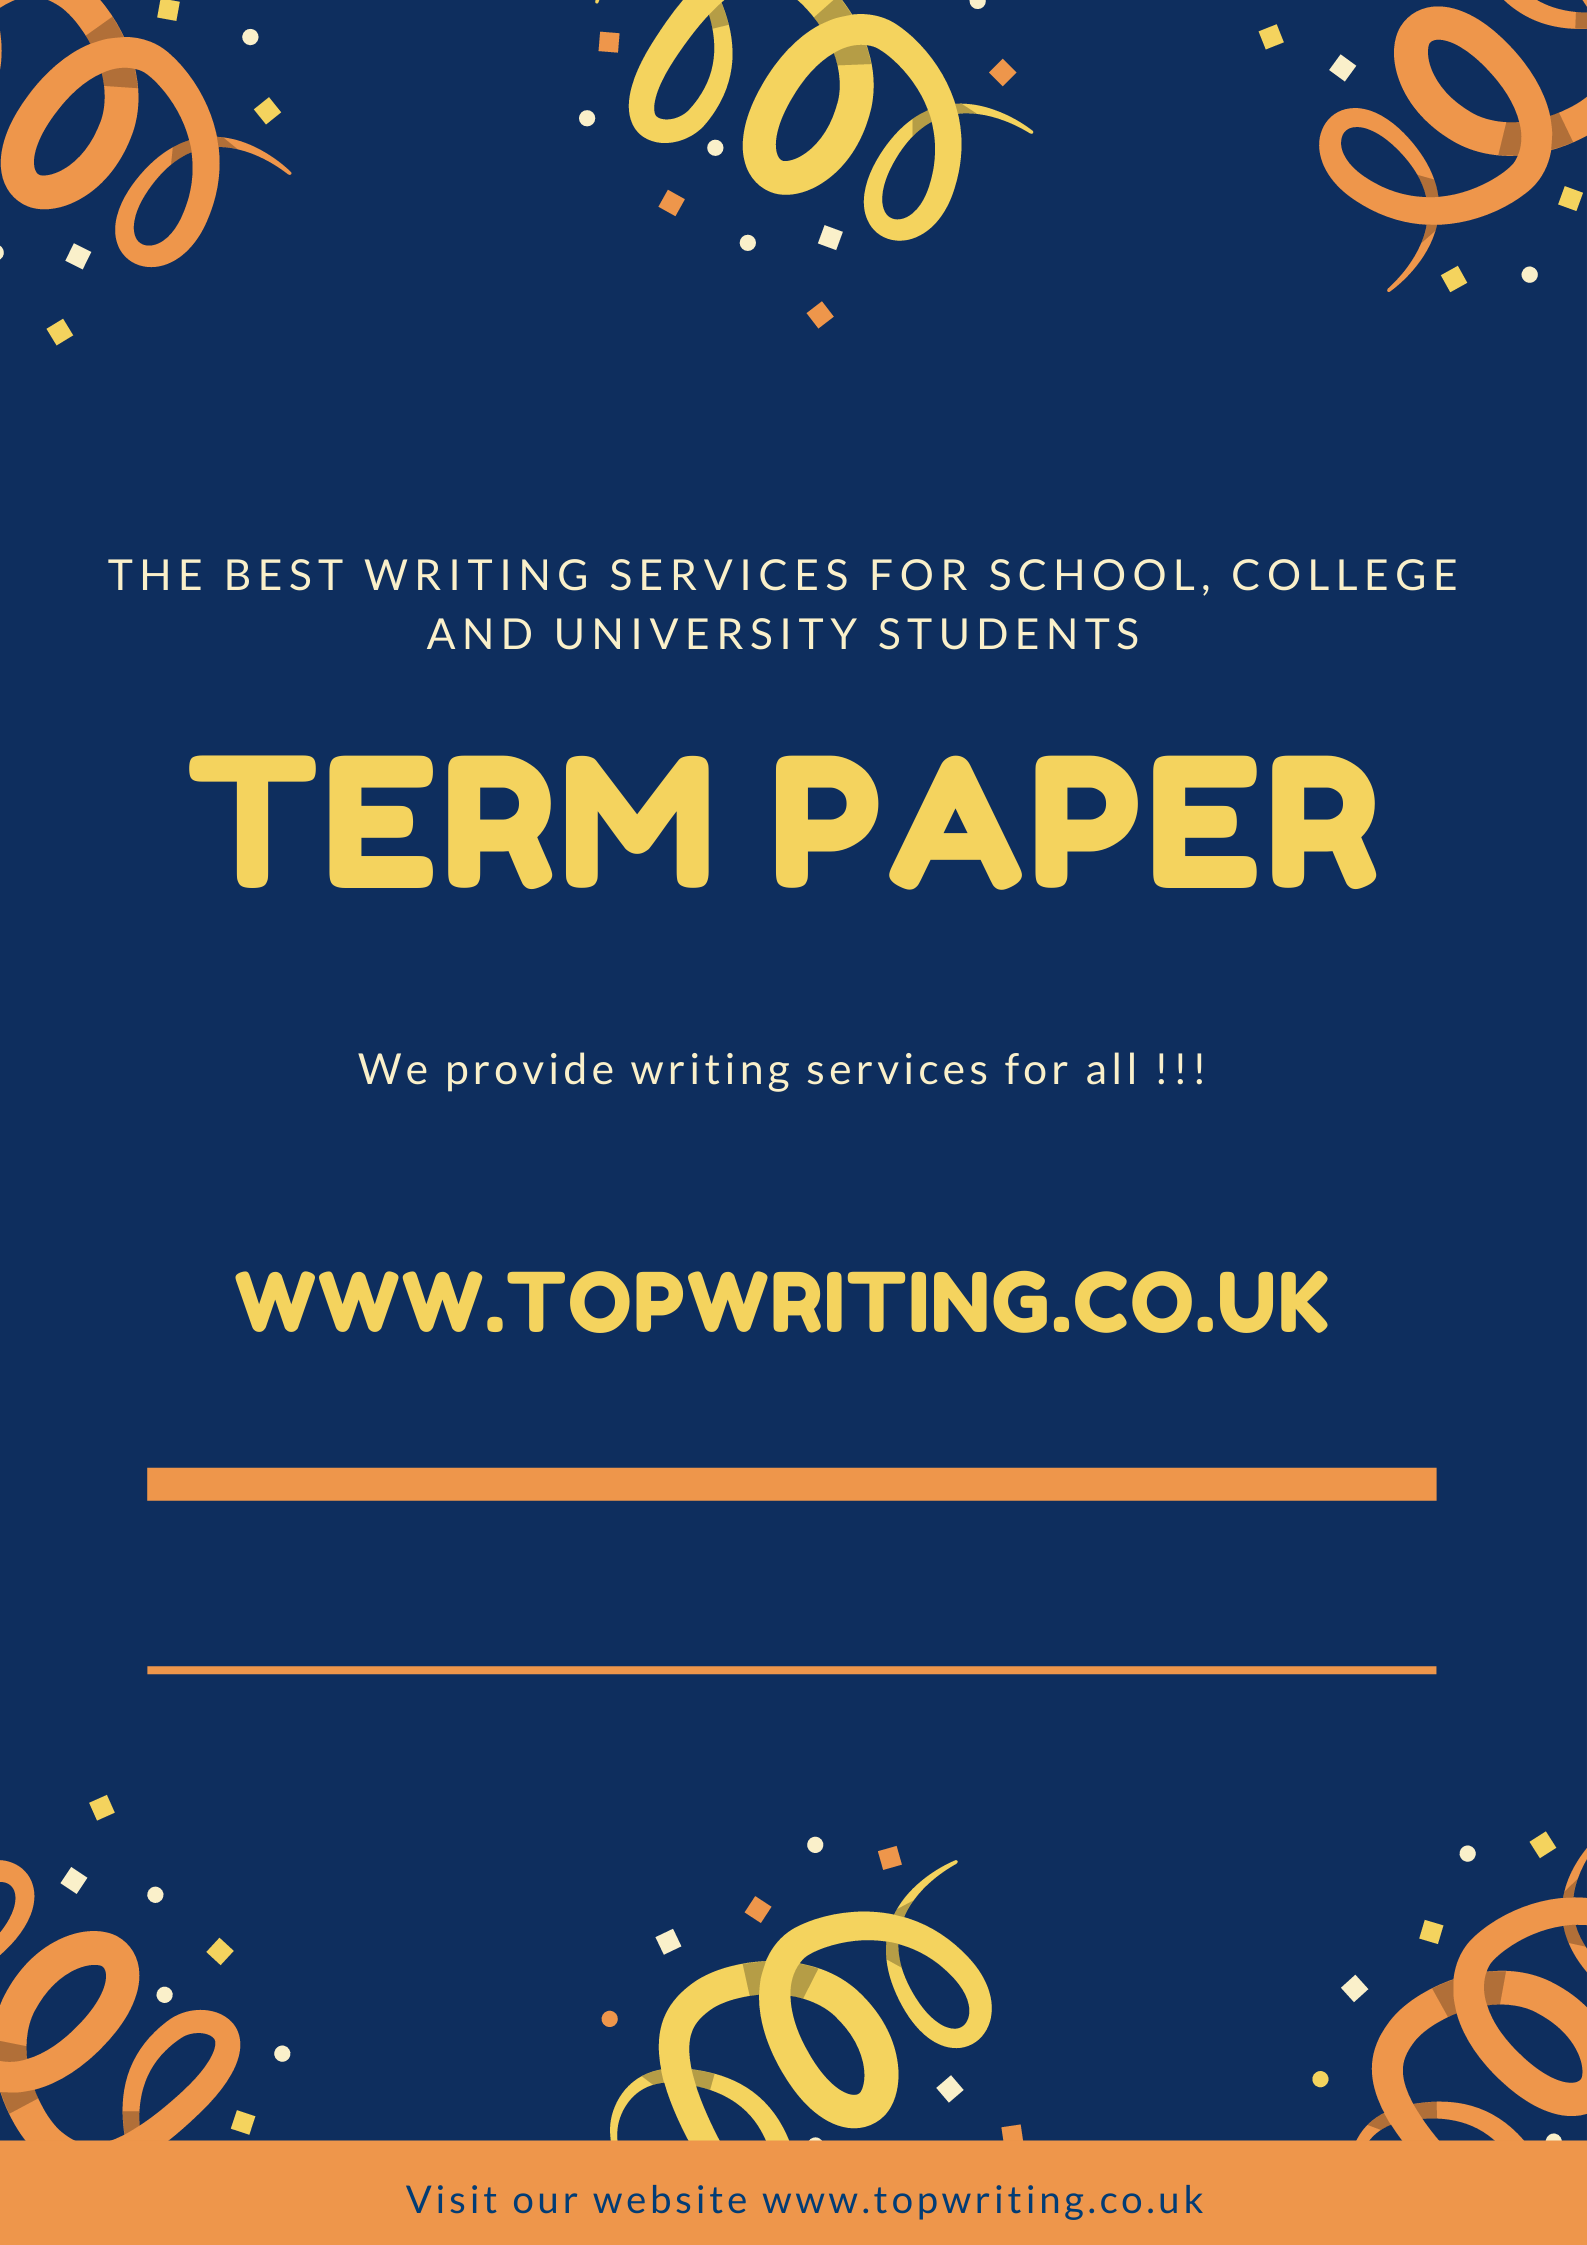 THE BEST WRITING SERVICES FOR SCHOOL, COLLEGE
AND UNIVERSITY STUDENTS
TERM PAPER
We provide writing services for all !!!
WWW.TOPWRITING.CO.UK
Visit our website www.topwriting.co.uk